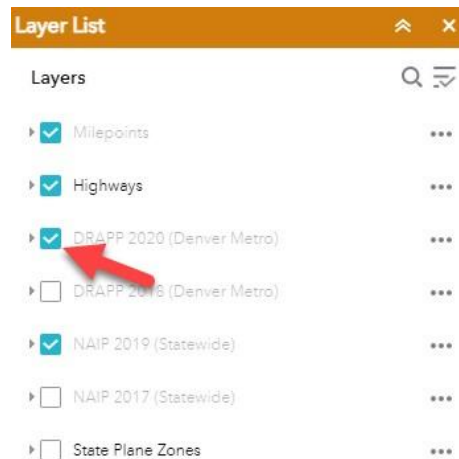 Layer List
Layers
Milepoints
Highways
DRAPP 2020 (Denver Metro)
DRAPP 2018 (Denver Metro)
NAIP 2019 (Statewide)
NAIP 2017 (Statewide)
State Plane Zones